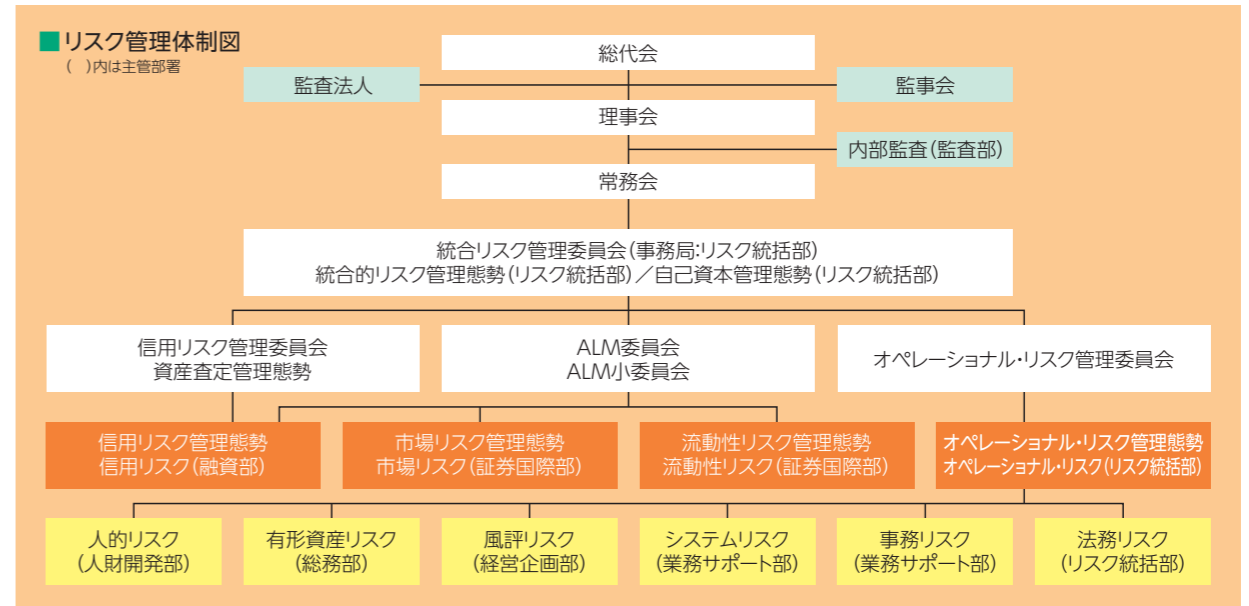 ■リスク管理体制図
(　)内は主管部署
総代会
監査法人
監事会
理事会
内部監査(監査部)
常務会
統合リスク管理委員会(事務局:リスク統括部)
統合的リスク管理態勢(リスク統括部)／自己資本管理態勢(リスク統括部)
信用リスク管理委員会
資産査定管理態勢
ALM委員会
ALM小委員会
オペレーショナル・リスク管理委員会
信用リスク管理態勢
信用リスク(融資部)
市場リスク管理態勢
市場リスク(証券国際部)
流動性リスク管理態勢
流動性リスク(証券国際部)
オペレーショナル・リスク管理態勢
オペレーショナル・リスク(リスク統括部)
人的リスク
(人財開発部)
有形資産リスク
(総務部)
風評リスク
(経営企画部)
システムリスク
(業務サポート部)
事務リスク
(業務サポート部)
法務リスク
(リスク統括部)